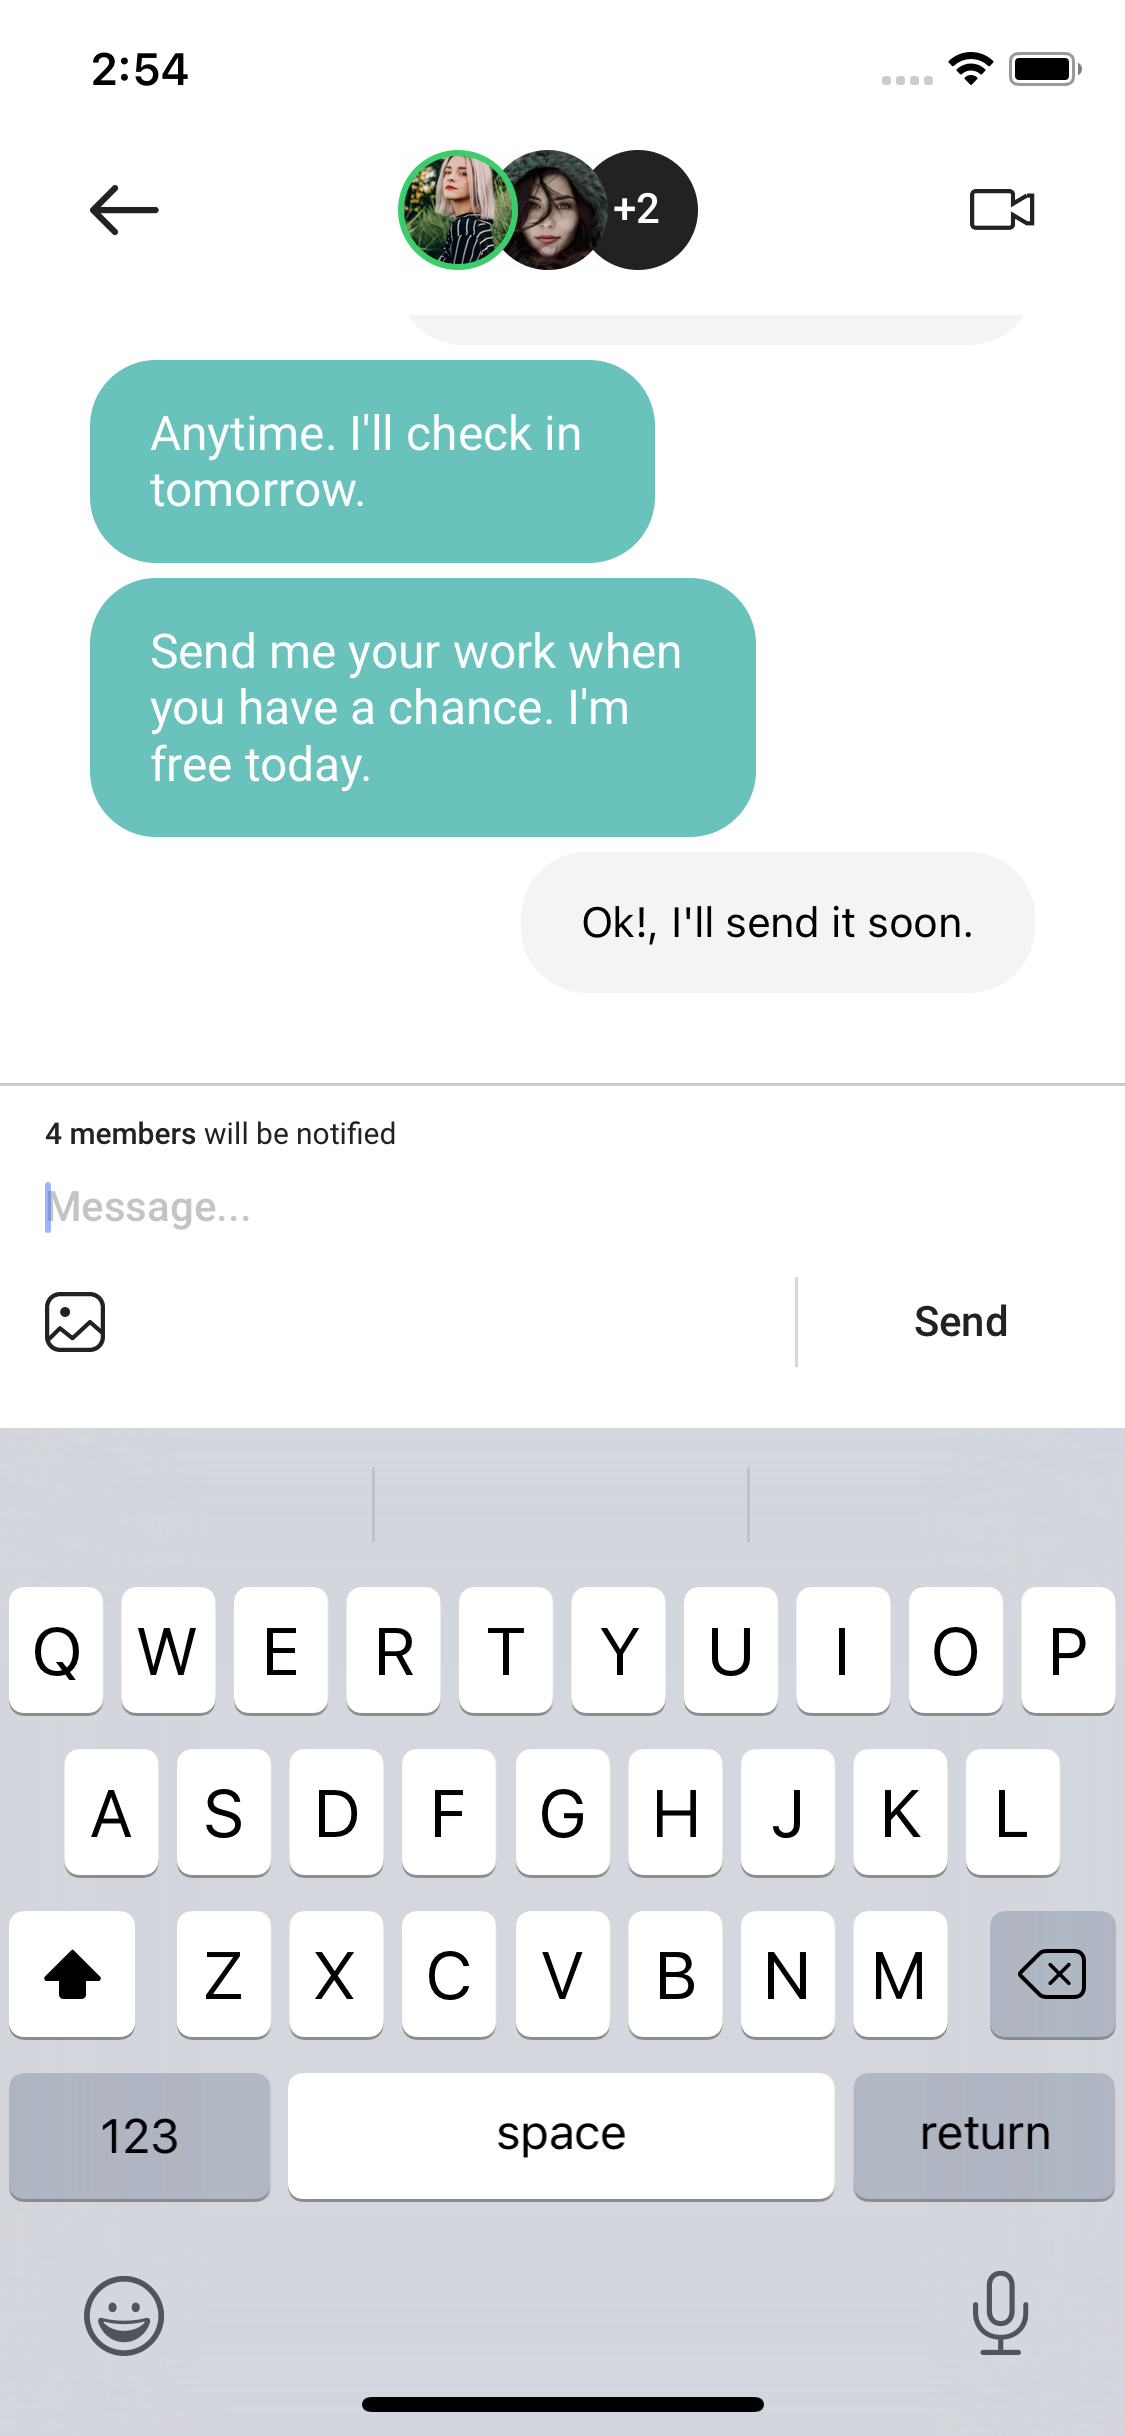 2:54
+2
Anytime. I'll check in
tomorrow.
Send me your work when
you have a chance. I'm
free today.
Ok!, I'll send it soon.
4 members will be notified
Message...
Send
Q W E R T Y U I O P
A S D F G H J K L
Z X C V B N M
123 space return